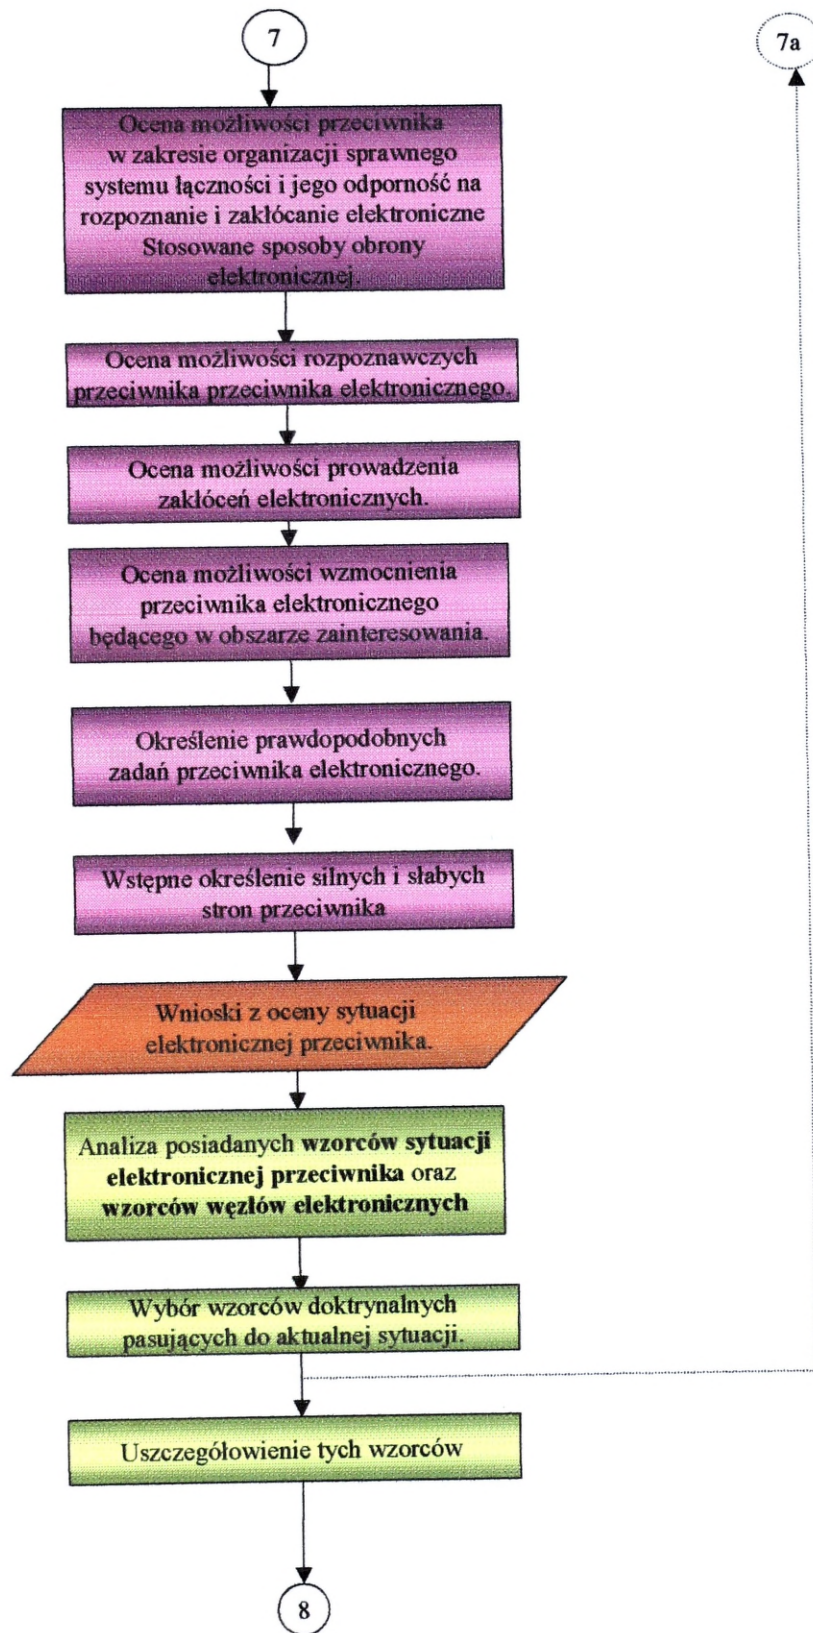 7
7a
Ocena możliwości przeciwnika
w zakresie organizacji sprawnego
systemu łączności i jego odporność na
rozpoznanie i zakłócanie elektroniczne
Stosowane sposoby obrony
elektronicznej.
Ocena możliwości rozpoznawczych
przeciwnika przeciwnika elektronicznego.
Ocena możliwości prowadzenia
zakłóceń elektronicznych.
Ocena możliwości wzmocnienia
przeciwnika elektronicznego
będącego w obszarze zainteresowania.
Określenie prawdopodobnych
zadań przeciwnika elektronicznego.
Wstępne określenie silnych i słabych
stron przeciwnika
Wnioski z oceny sytuacji
elektronicznej przeciwnika.
Analiza posiadanych wzorców sytuacji
elektronicznej przeciwnika oraz
wzorców węzłów elektronicznych
Wybór wzorców doktrynalnych
pasujących do aktualnej sytuacji.
Uszczegółowienie tych wzorców
8